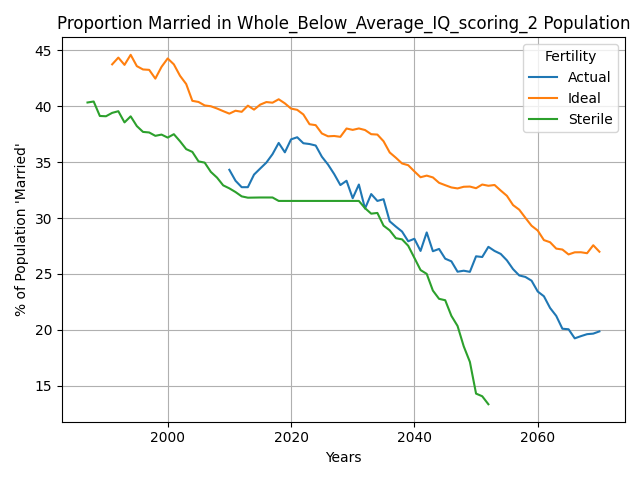 Proportion Married in Whole_Below_Average_IQ_scoring_2 Population
Fertility
Actual
Ideal
Sterile
% of Population 'Married'
45
40
35
30
25
20
15
2000
2020
2040
2060
Years